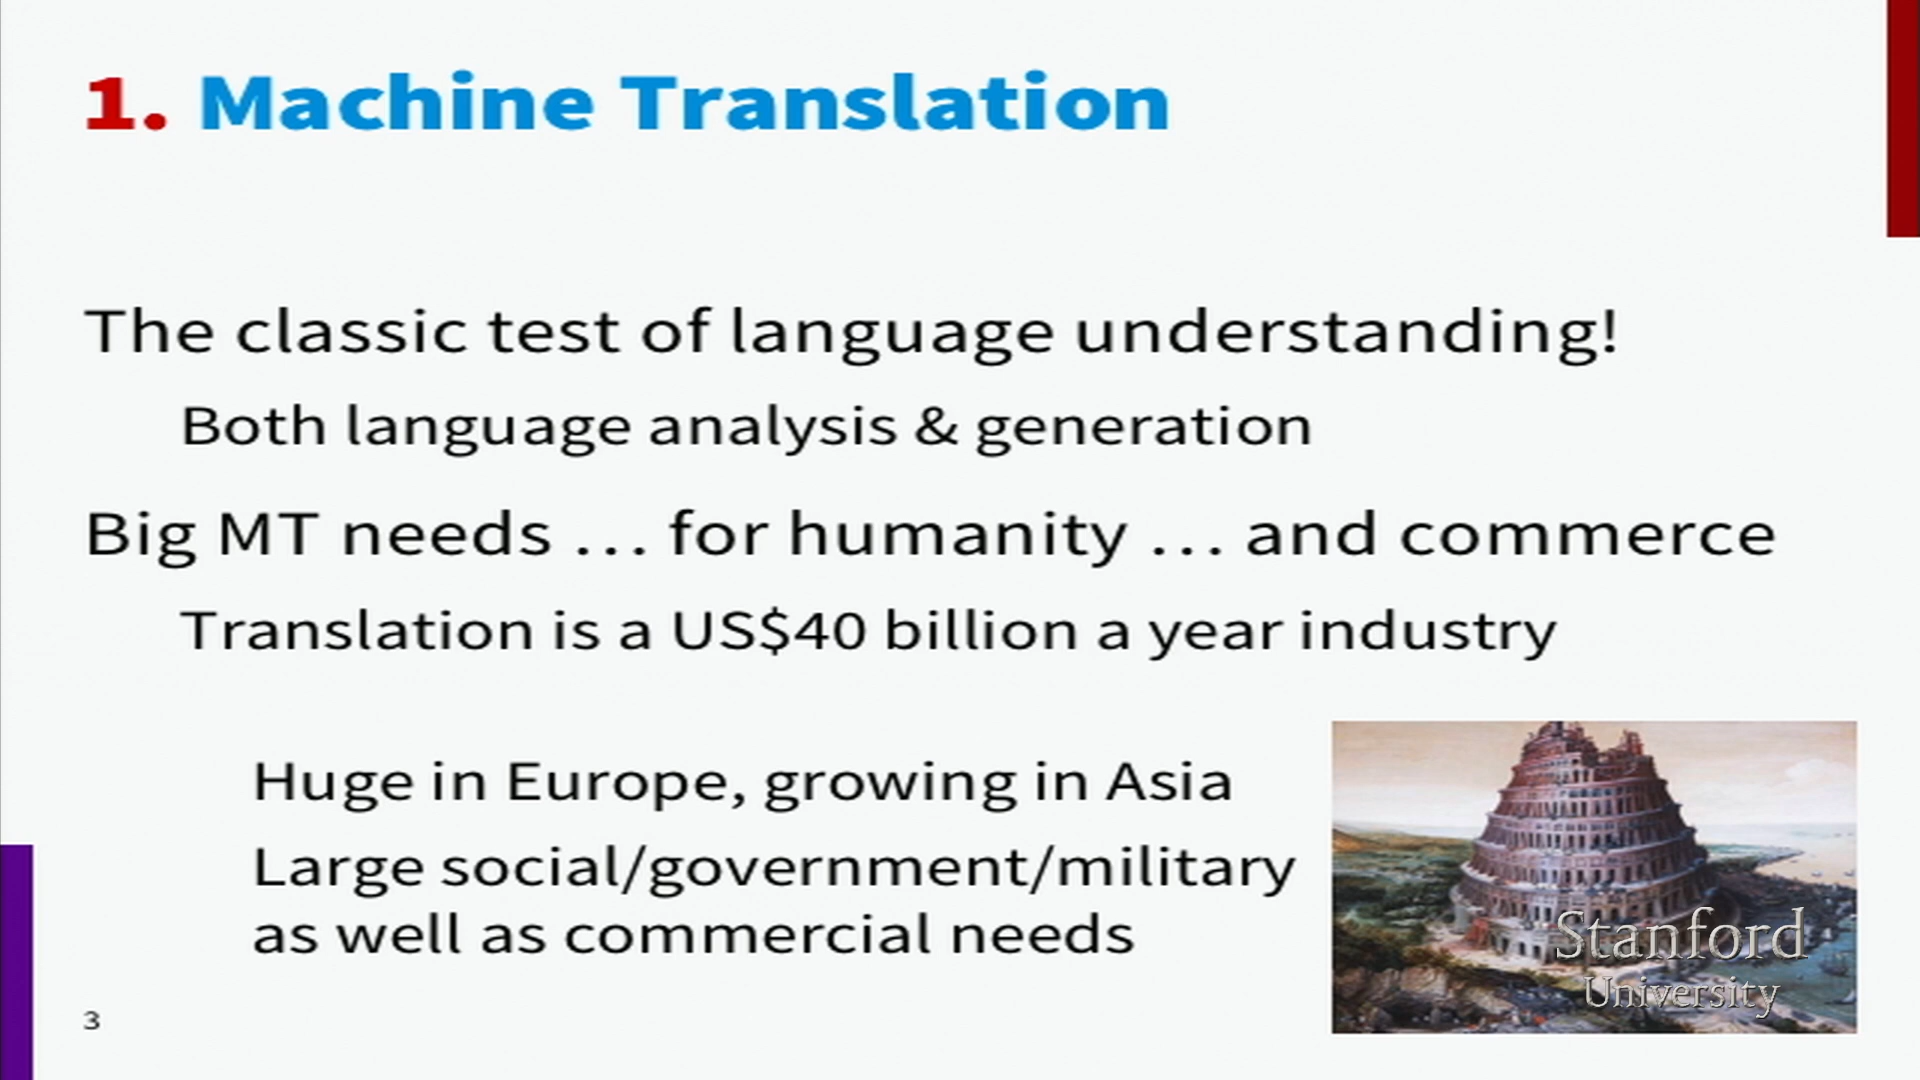 1. Machine Translation
The classic test of language understanding!
Both language analysis & generation
Big MT needs … for humanity … and commerce
Translation is a US$40 billion a year industry
Huge in Europe, growing in Asia
Large social/government/military
as well as commercial needs
Stanford
University
3